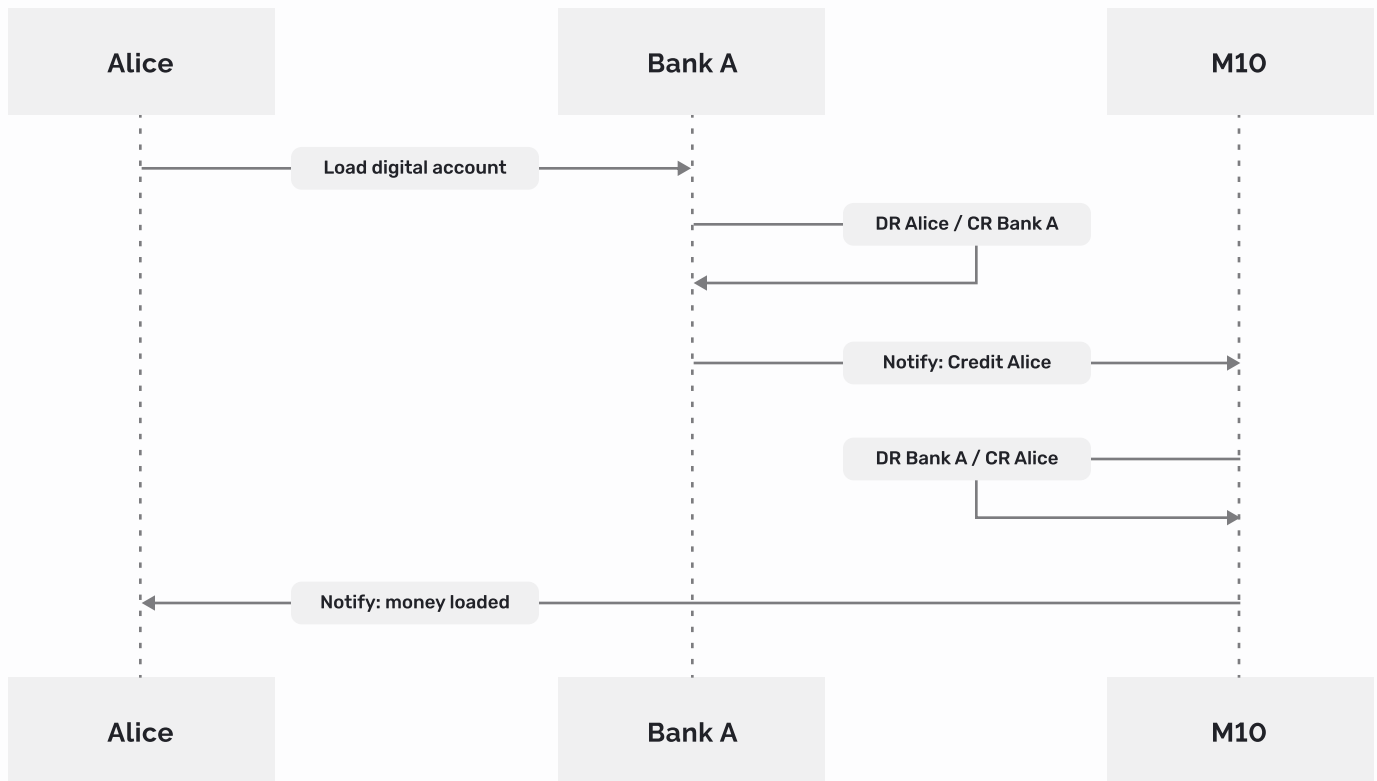 Alice
Bank A
M10
Load digital account
DR Alice / CR Bank A
Notify: Credit Alice
DR Bank A / CR Alice
Notify: money loaded
Alice
Bank A
M10